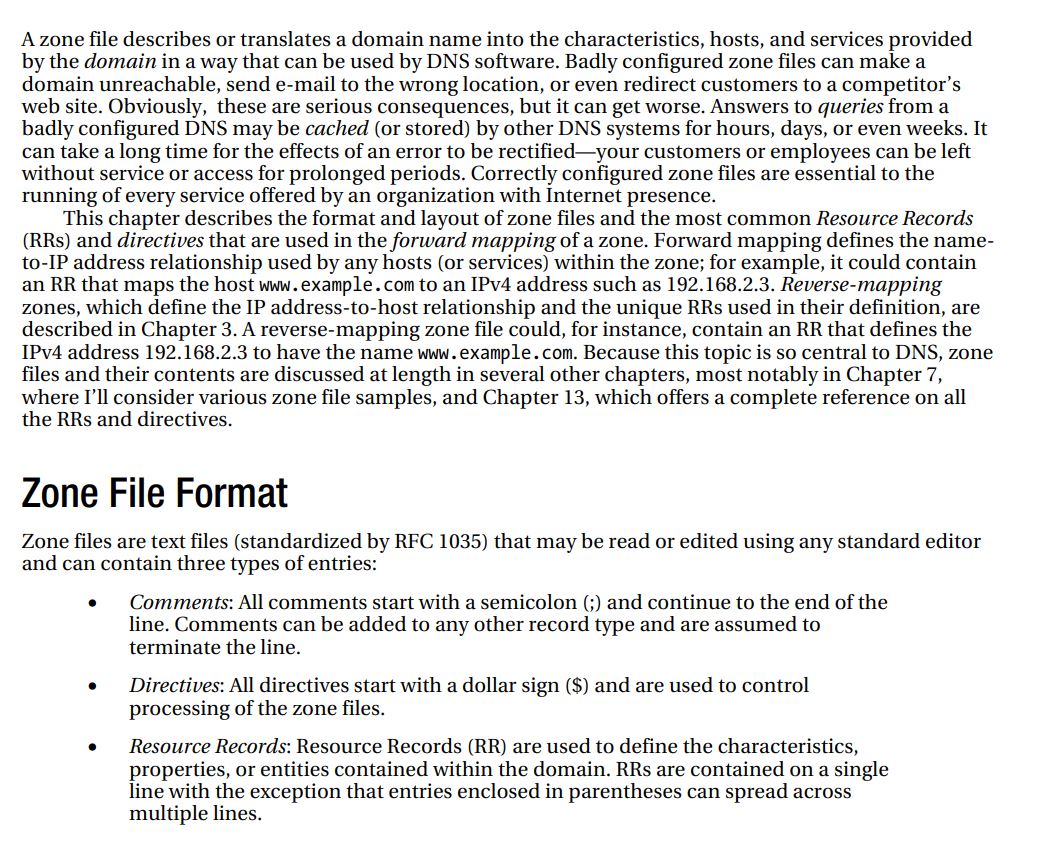 A zone file describes or translates a domain name into the characteristics, hosts, and services provided
by the domain in a way that can be used by DNS software. Badly configured zone files can make a
domain unreachable, send e-mail to the wrong location, or even redirect customers to a competitor's
web site. Obviously, these are serious consequences, but it can get worse. Answers to queries from a
badly configured DNS may be cached (or stored) by other DNS systems for hours, days, or even weeks. It
can take a long time for the effects of an error to be rectified—your customers or employees can be left
without service or access for prolonged periods. Correctly configured zone files are essential to the
running of every service offered by an organization with Internet presence.
This chapter describes the format and layout of zone files and the most common Resource Records
(RRs) and directives that are used in the forward mapping of a zone. Forward mapping defines the name-
to-IP address relationship used by any hosts (or services) within the zone; for example, it could contain
an RR that maps the host www.example.com to an IPv4 address such as 192.168.2.3. Reverse-mapping
zones, which define the IP address-to-host relationship and the unique RRs used in their definition, are
described in Chapter 3. A reverse-mapping zone file could, for instance, contain an RR that defines the
IPv4 address 192.168.2.3 to have the name www.example.com. Because this topic is so central to DNS, zone
files and their contents are discussed at length in several other chapters, most notably in Chapter 7,
where I'll consider various zone file samples, and Chapter 13, which offers a complete reference on all
the RRs and directives.
Zone File Format
Zone files are text files (standardized by RFC 1035) that may be read or edited using any standard editor
and can contain three types of entries:
• Comments: All comments start with a semicolon (;) and continue to the end of the
line. Comments can be added to any other record type and are assumed to
terminate the line.
• Directives: All directives start with a dollar sign ($) and are used to control
processing of the zone files.
• Resource Records: Resource Records (RR) are used to define the characteristics,
properties, or entities contained within the domain. RRs are contained on a single
line with the exception that entries enclosed in parentheses can spread across
multiple lines.